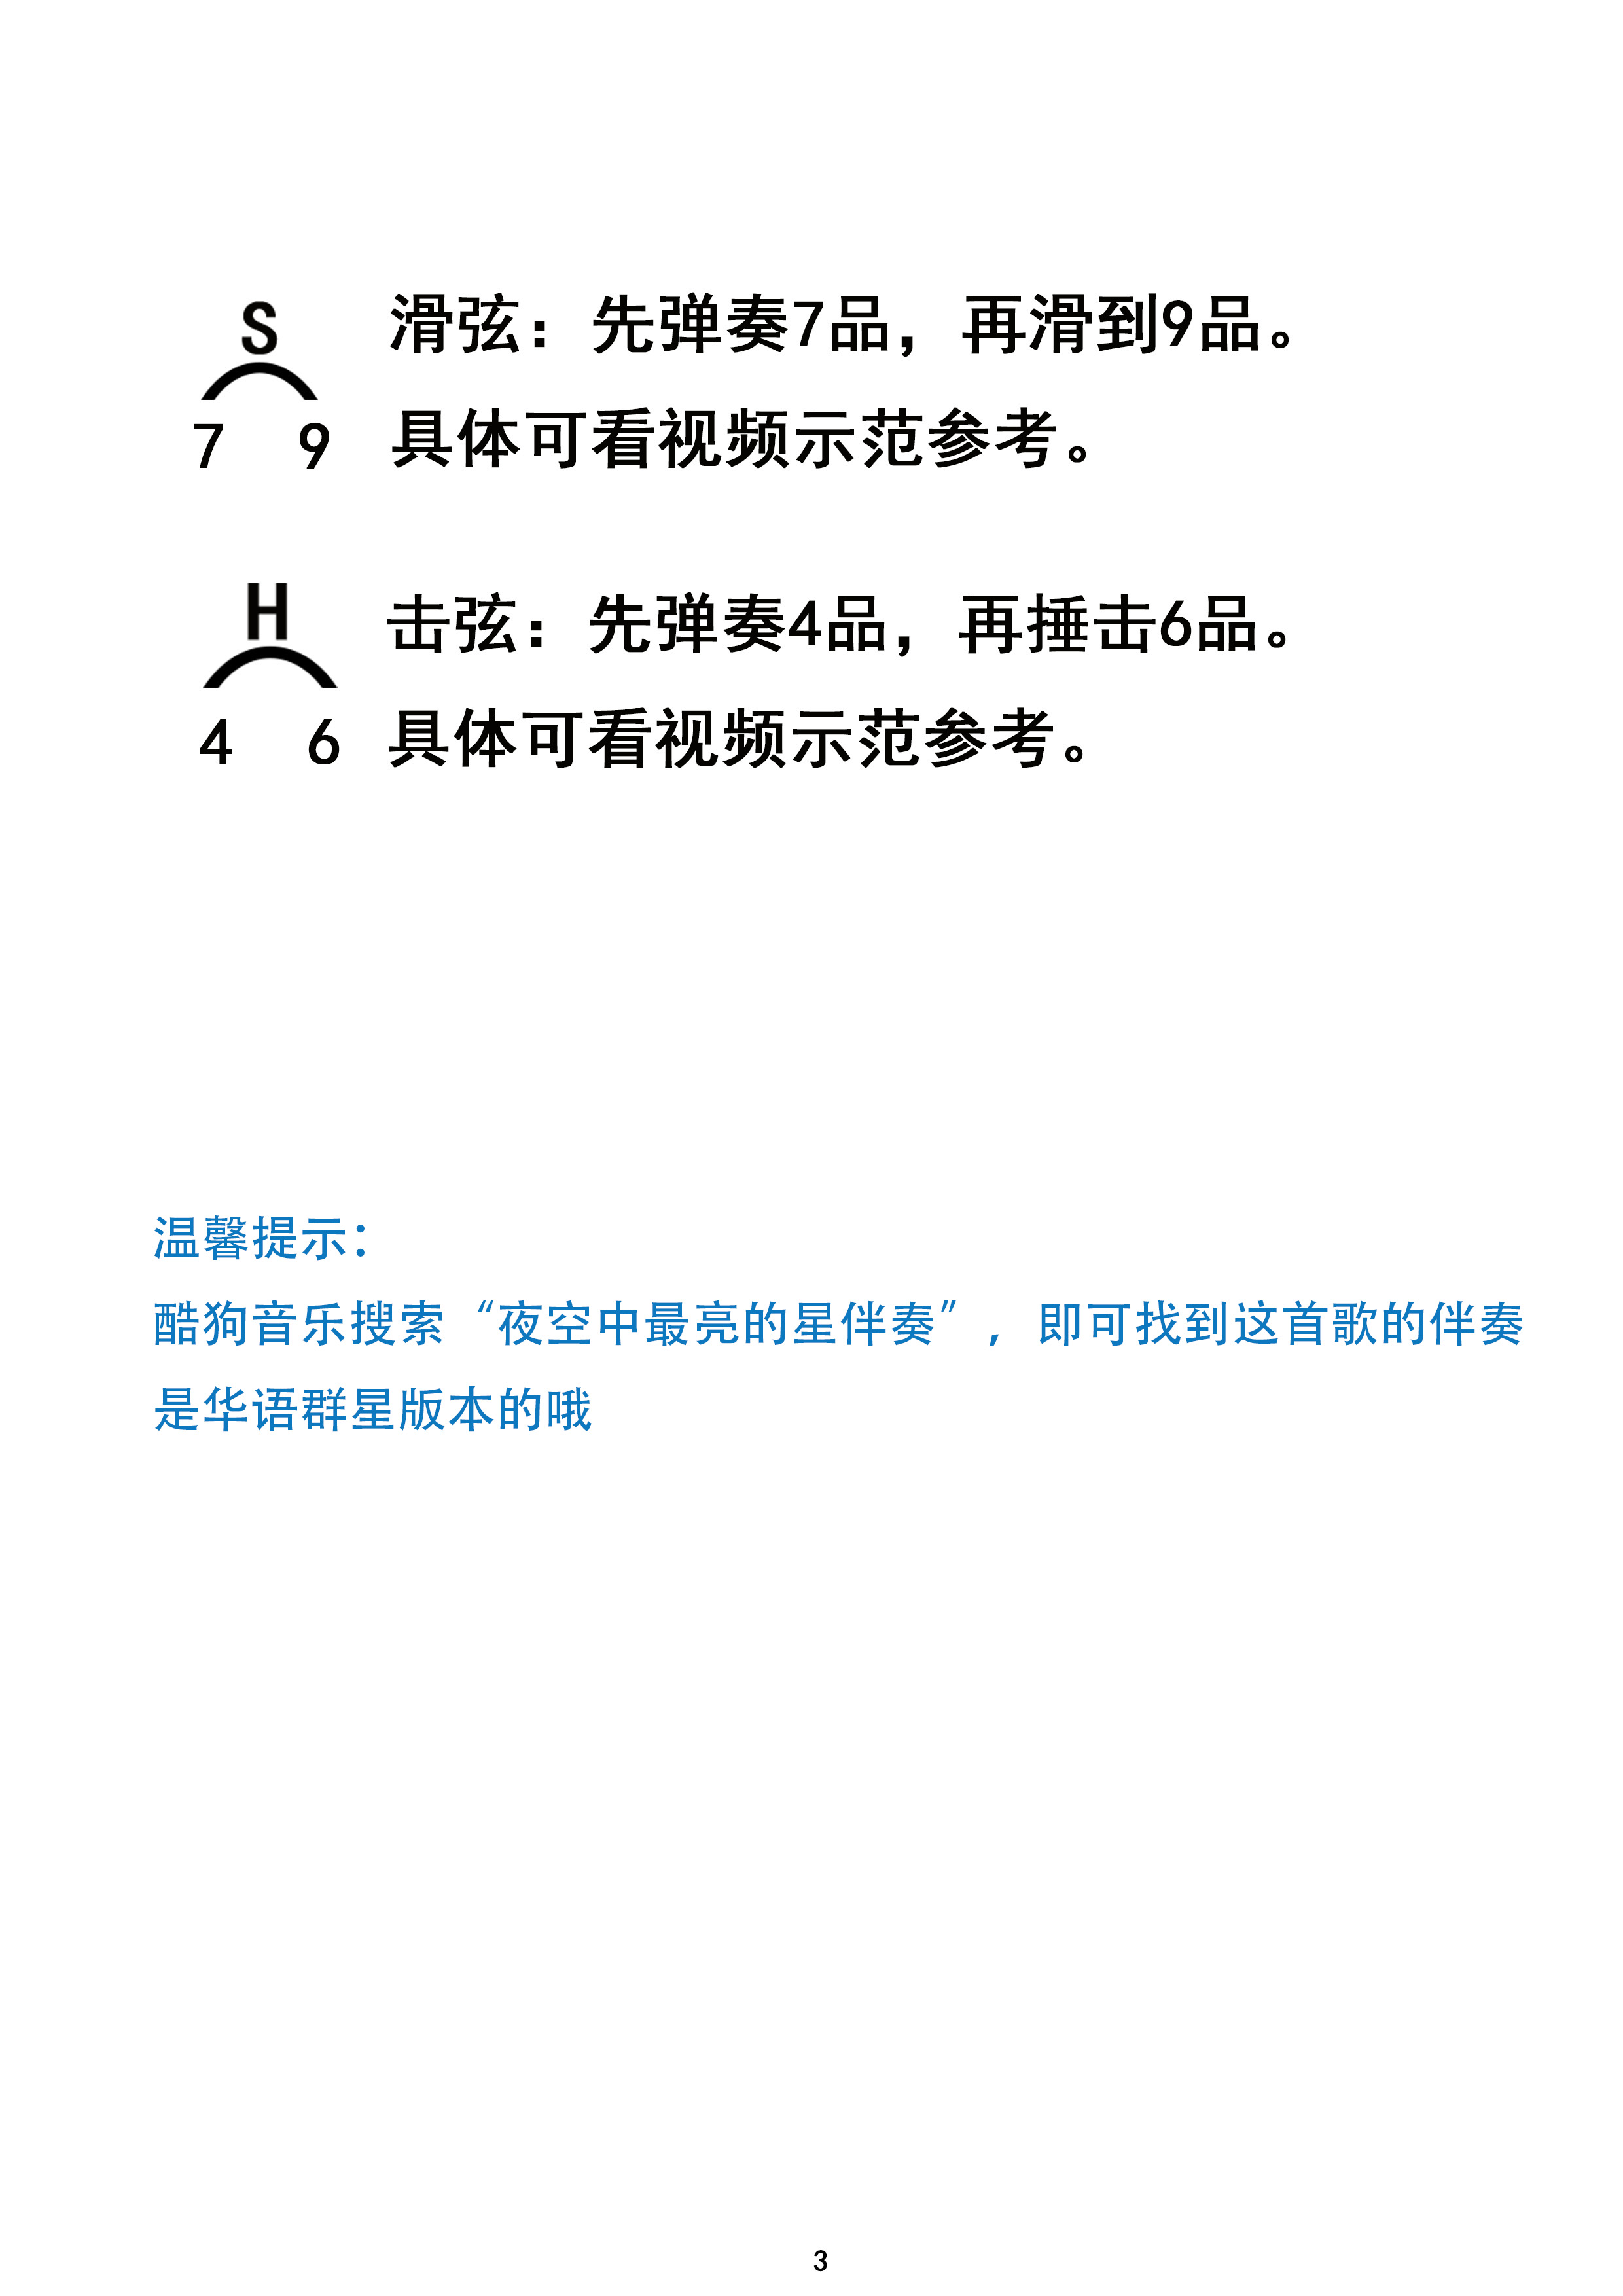 S 滑弦：先弹奏7品，再滑到9品。
7 9 具体可看视频示范参考。
H 击弦：先弹奏4品，再捶击6品。
4 6 具体可看视频示范参考。
温馨提示：
酷狗音乐搜索“夜空中最亮的星伴奏”，即可找到这首歌的伴奏
是华语群星版本的哦
3